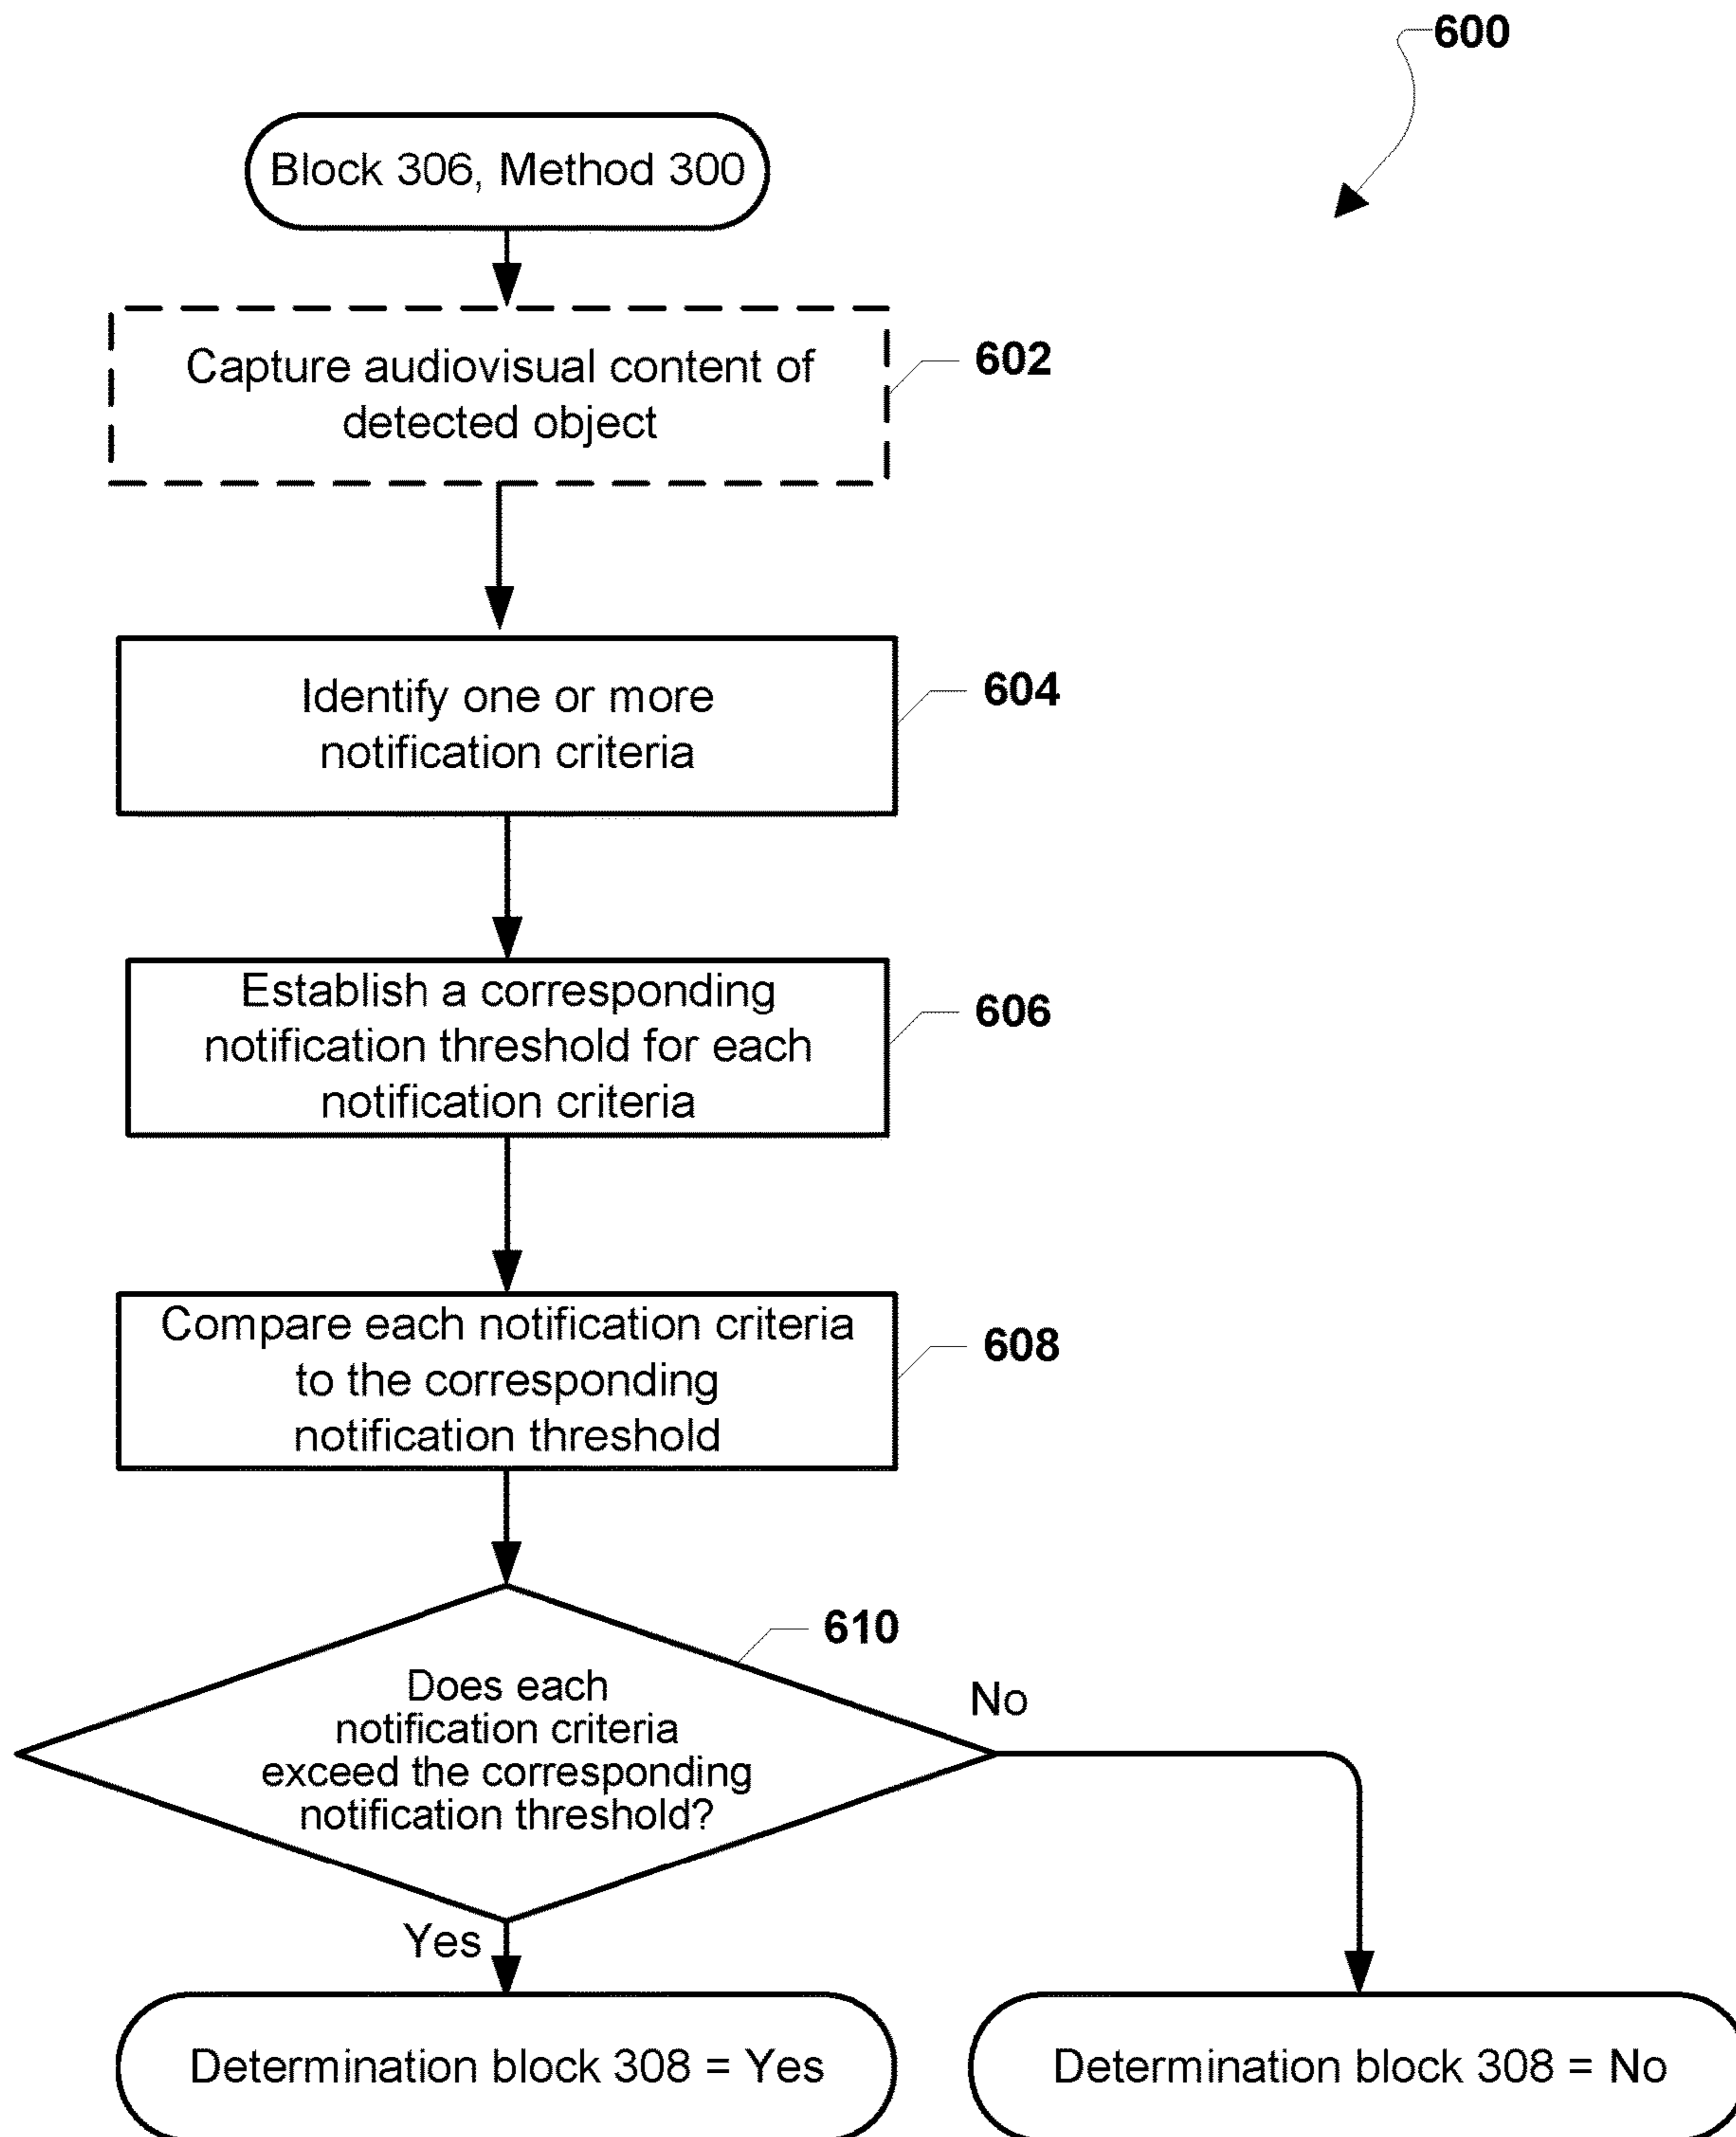 600
Block 306, Method 300
Capture audiovisual content of
detected object
602
Identify one or more
notification criteria
604
Establish a corresponding
notification threshold for each
notification criteria
606
Compare each notification criteria
to the corresponding
notification threshold
608
610
Does each
notification criteria
exceed the corresponding
notification threshold?
No
Yes
Determination block 308 = Yes
Determination block 308 = No